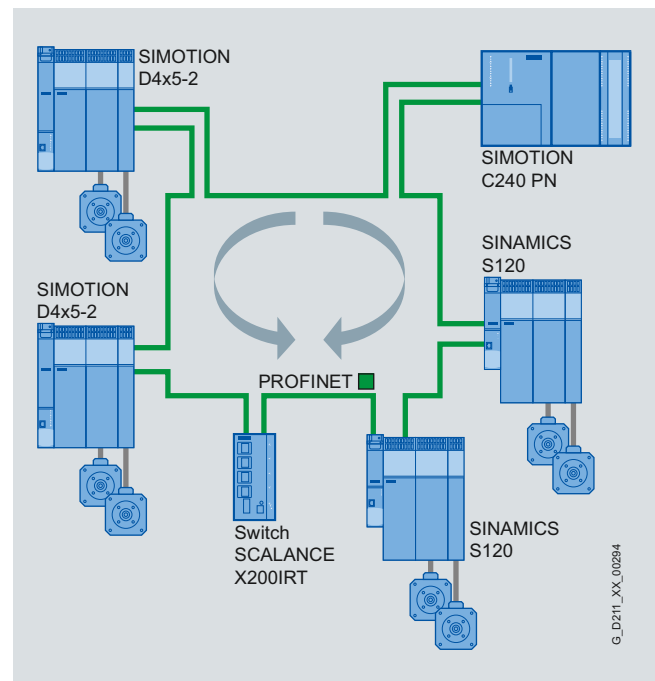 SIMOTION
D4x5-2
SIMOTION
C240 PN
SINAMICS
S120
SIMOTION
D4x5-2
PROFINET
Switch
SCALANCE
X200IRT
SINAMICS
S120
G_D211_XX_00294